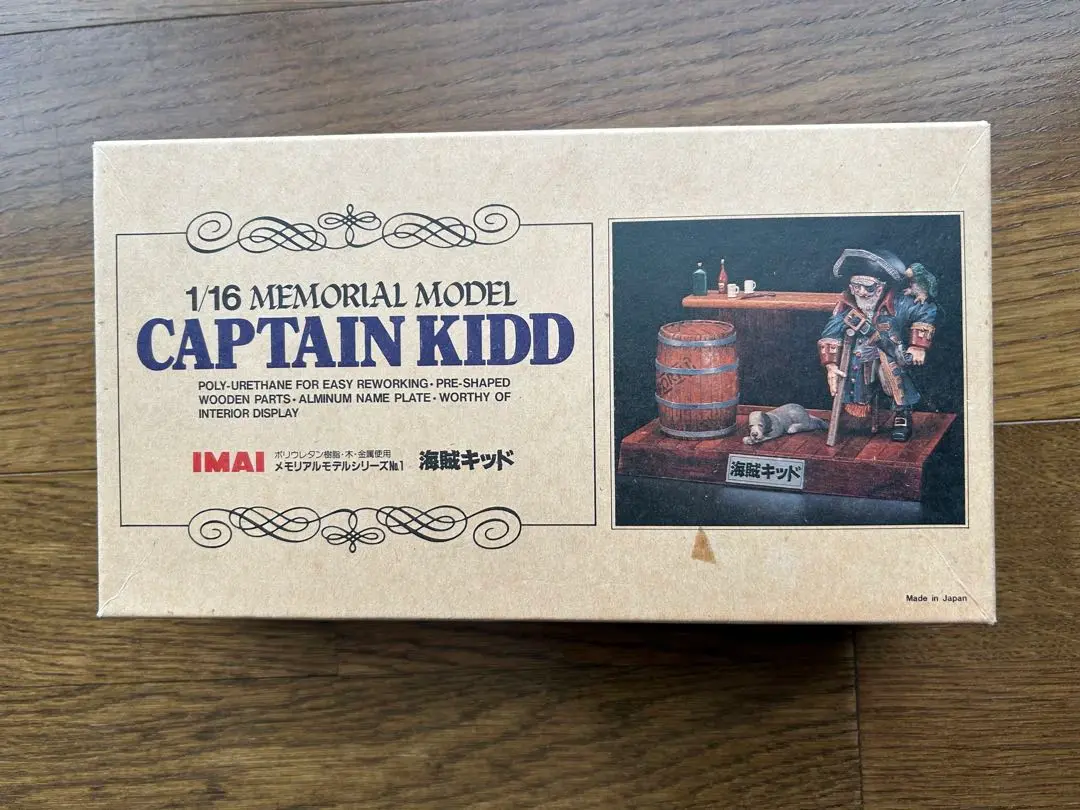 1/16 MEMORIAL MODEL
CAPTAIN KIDD
POLY-URETHANE FOR EASY REWORKING • PRE-SHAPED
WOODEN PARTS • ALMINUM NAME PLATE • WORTHY OF
INTERIOR DISPLAY
IMAI
ポリウレタン樹脂・木・金属使用
メモリアルモデルシリーズNo.1
海賊キッド
海賊キッド
Made in Japan